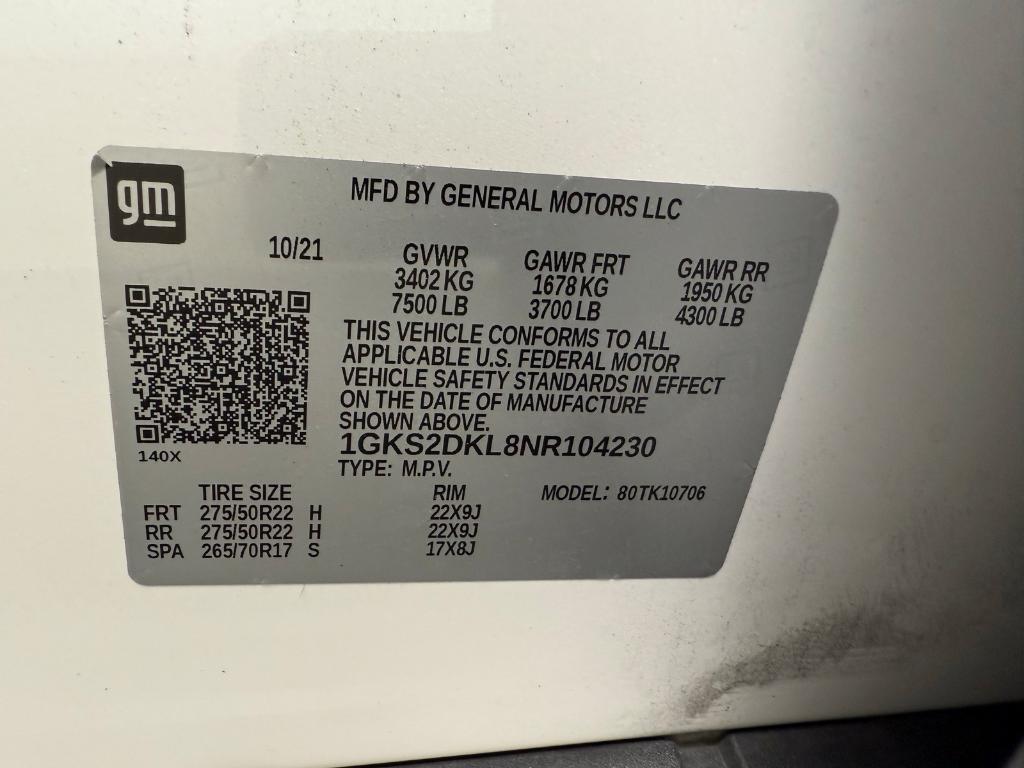 gm
MFD BY GENERAL MOTORS LLC
10/21 GVWR GAWR FRT GAWR RR
3402 KG 1678 KG 1950 KG
7500 LB 3700 LB 4300 LB
THIS VEHICLE CONFORMS TO ALL
APPLICABLE U.S. FEDERAL MOTOR
VEHICLE SAFETY STANDARDS IN EFFECT
ON THE DATE OF MANUFACTURE
SHOWN ABOVE.
1GKS2DKL8NR104230
140X
TYPE: M.P.V.
TIRE SIZE RIM MODEL: 80TK10706
FRT 275/50R22 H 22X9J
RR 275/50R22 H 22X9J
SPA 265/70R17 S 17X8J